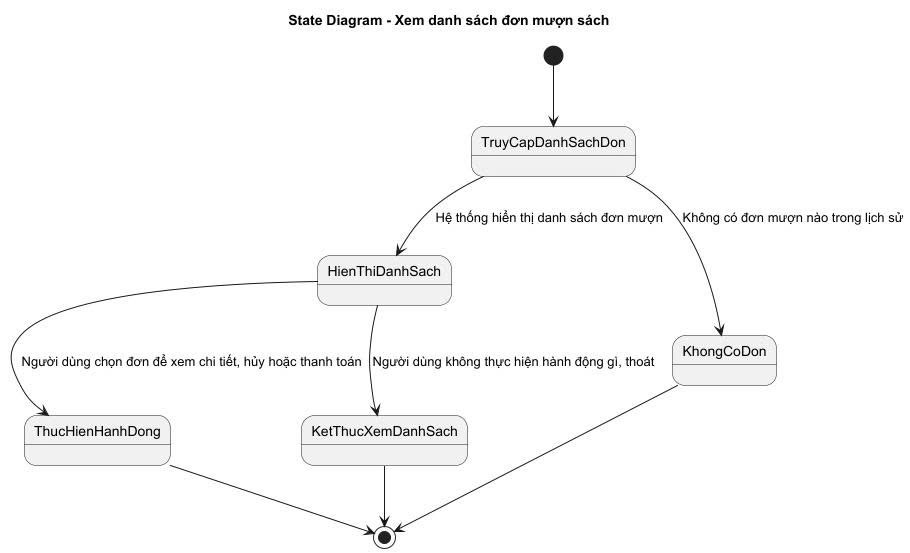 State Diagram - Xem danh sách đơn mượn sách
TruyCapDanhSachDon
Hệ thống hiển thị danh sách đơn mượn
Không có đơn mượn nào trong lịch sử
HienThiDanhSach
KhongCoDon
Người dùng chọn đơn để xem chi tiết, hủy hoặc thanh toán
Người dùng không thực hiện hành động gì, thoát
ThucHienHanhDong
KetThucXemDanhSach